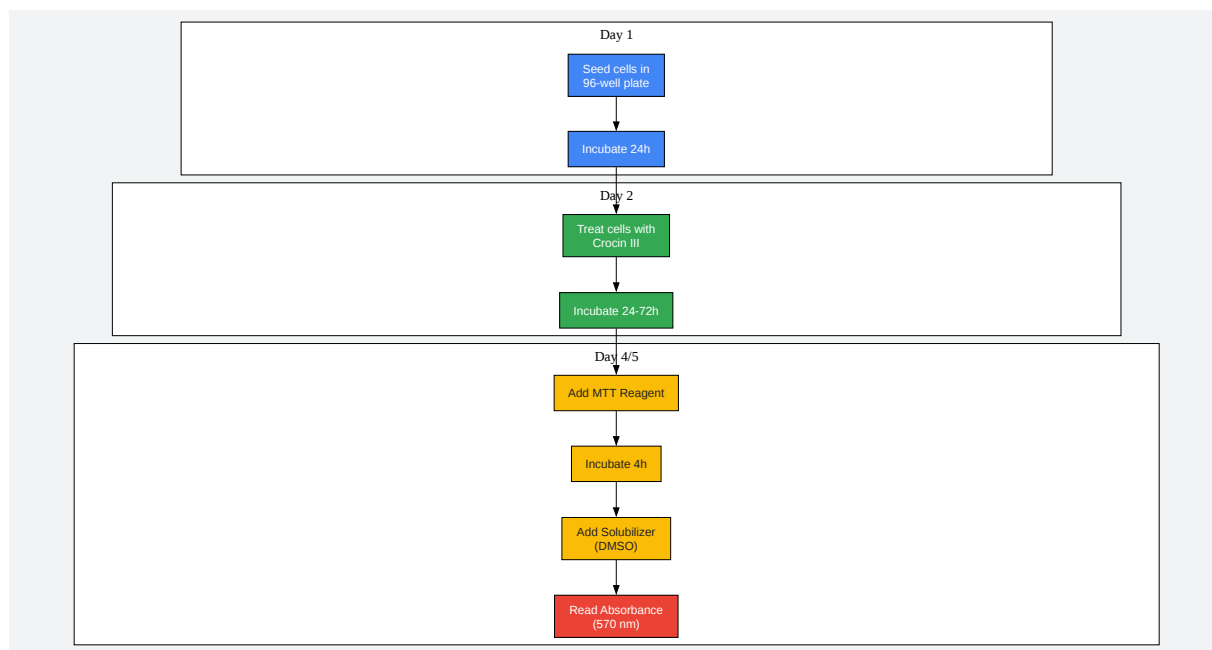 Day 1
Seed cells in
96-well plate
Incubate 24h
Day 2
Treat cells with
Crocin III
Incubate 24-72h
Day 4/5
Add MTT Reagent
Incubate 4h
Add Solubilizer
(DMSO)
Read Absorbance
(570 nm)